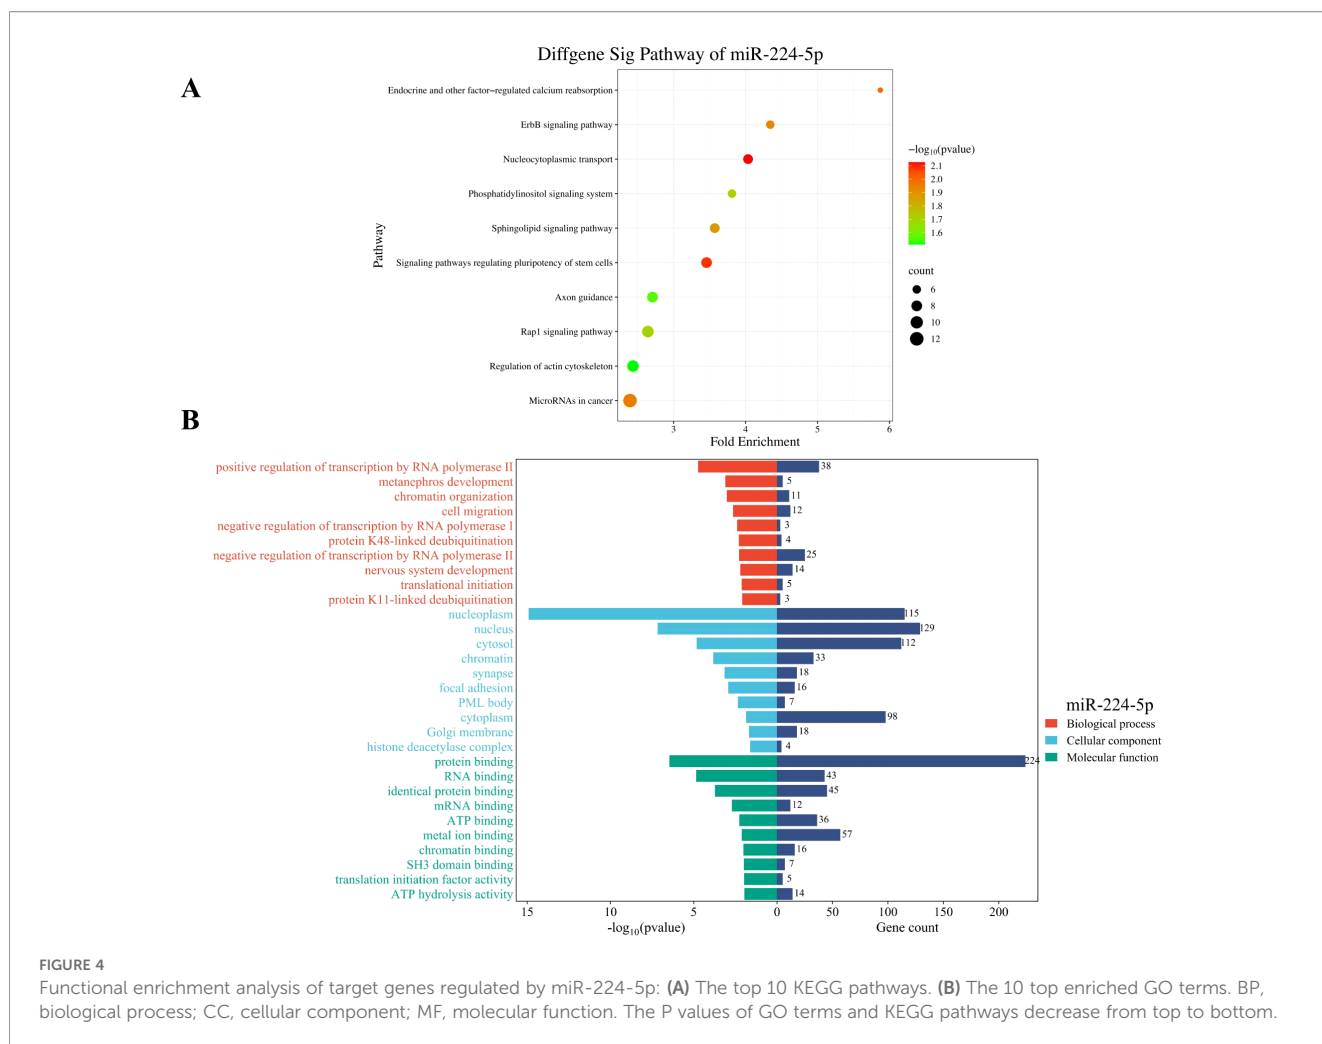 Diffgene Sig Pathway of miR-224-5p
A
Endocrine and other factor−regulated calcium reabsorption
ErbB signaling pathway
Nucleocytoplasmic transport
Phosphatidylinositol signaling system
Sphingolipid signaling pathway
Signaling pathways regulating pluripotency of stem cells
Axon guidance
Rap1 signaling pathway
Regulation of actin cytoskeleton
MicroRNAs in cancer
Pathway
3 4 5 6
Fold Enrichment
−log10(pvalue)
2.1
2.0
1.9
1.8
1.7
1.6
count
6
8
10
12
B
positive regulation of transcription by RNA polymerase II 38
metanephros development 5
chromatin organization 11
cell migration 12
negative regulation of transcription by RNA polymerase I 3
protein K48-linked deubiquitination 4
negative regulation of transcription by RNA polymerase II 25
nervous system development 14
translational initiation 5
protein K11-linked deubiquitination 3
nucleoplasm 115
nucleus 129
cytosol 112
chromatin 33
synapse 18
focal adhesion 16
PML body 7
cytoplasm 98
Golgi membrane 18
histone deacetylase complex 4
protein binding 224
RNA binding 43
identical protein binding 45
mRNA binding 12
ATP binding 36
metal ion binding 57
chromatin binding 16
SH3 domain binding 7
translation initiation factor activity 5
ATP hydrolysis activity 14
15 10 5 0 50 100 150 200
-log10(pvalue) Gene count
miR-224-5p
Biological process
Cellular component
Molecular function
FIGURE 4
Functional enrichment analysis of target genes regulated by miR-224-5p: (A) The top 10 KEGG pathways. (B) The 10 top enriched GO terms. BP,
biological process; CC, cellular component; MF, molecular function. The P values of GO terms and KEGG pathways decrease from top to bottom.